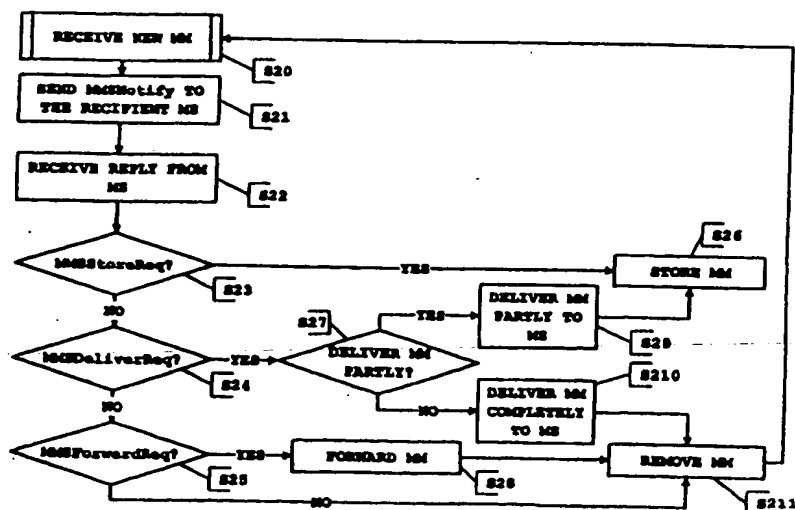 RECEIVE NEW MM
S20
SEND MMSNotify TO
THE RECIPIENT MS
S21
RECEIVE REPLY FROM
MS
S22
MMSStoreReq?
S23
YES
STORE MM
S26
NO
MMSDeliverReq?
S24
YES
DELIVER MM
PARTLY?
S27
YES
DELIVER MM
PARTLY TO
MS
S29
NO
DELIVER MM
COMPLETELY
TO MS
S210
NO
MMSForwardReq?
S25
YES
FORWARD MM
S28
REMOVE MM
S211
NO